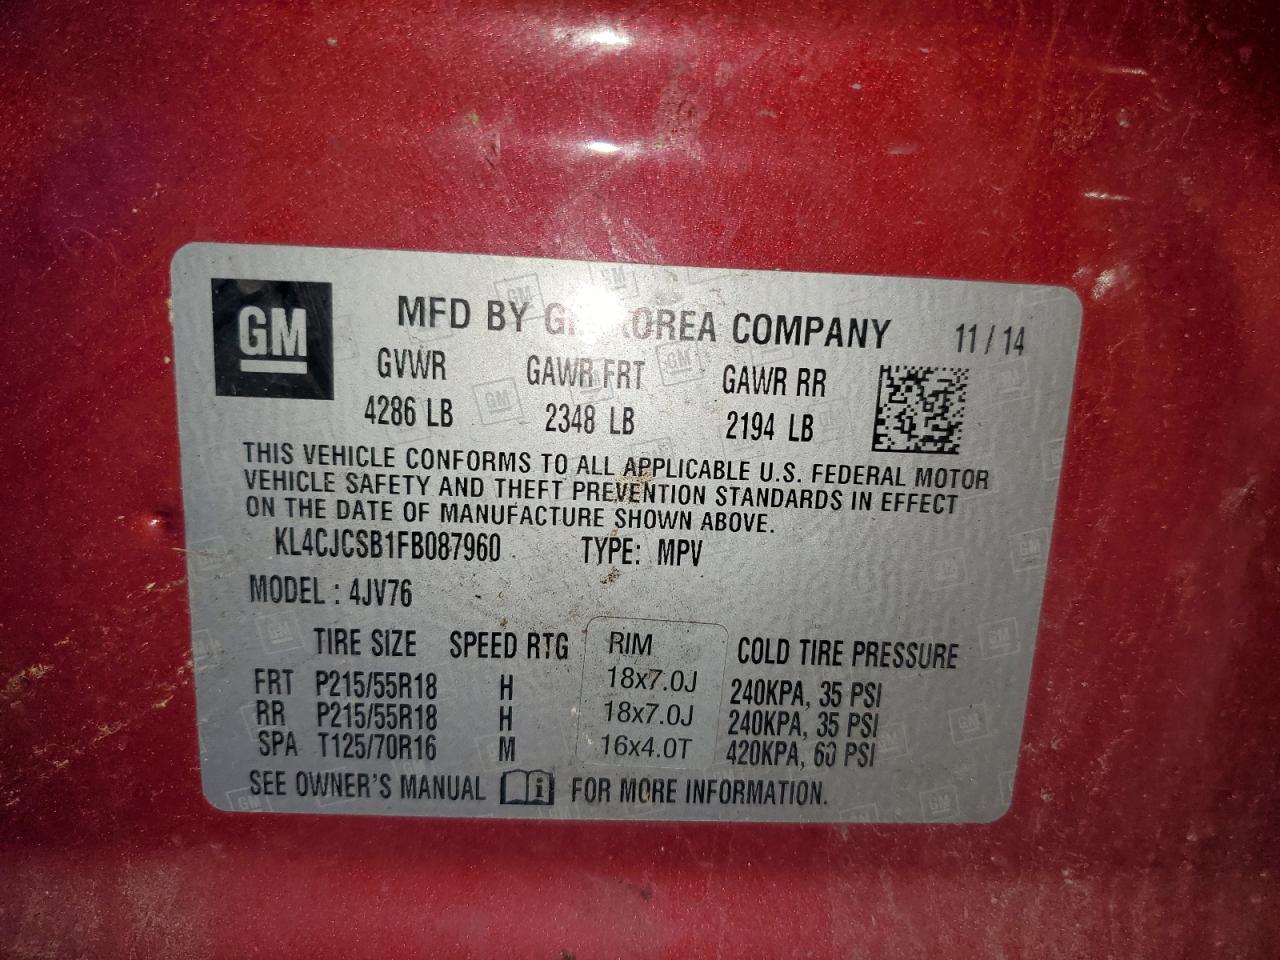 GM
MFD BY GM KOREA COMPANY 11 / 14
GVWR GAWR FRT GAWR RR
4286 LB 2348 LB 2194 LB
THIS VEHICLE CONFORMS TO ALL APPLICABLE U.S. FEDERAL MOTOR
VEHICLE SAFETY AND THEFT PREVENTION STANDARDS IN EFFECT
ON THE DATE OF MANUFACTURE SHOWN ABOVE.
KL4CJCSB1FB087960 TYPE: MPV
MODEL : 4JV76
TIRE SIZE SPEED RTG RIM COLD TIRE PRESSURE
FRT P215/55R18 H 18x7.0J 240KPA, 35 PSI
RR P215/55R18 H 18x7.0J 240KPA, 35 PSI
SPA T125/70R16 M 16x4.0T 420KPA, 60 PSI
SEE OWNER'S MANUAL i FOR MORE INFORMATION.